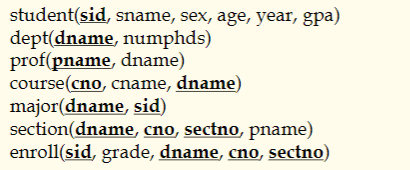 student(sid, sname, sex, age, year, gpa)
dept(dname, numphds)
prof(pname, dname)
course(cno, cname, dname)
major(dname, sid)
section(dname, cno, sectno, pname)
enroll(sid, grade, dname, cno, sectno)